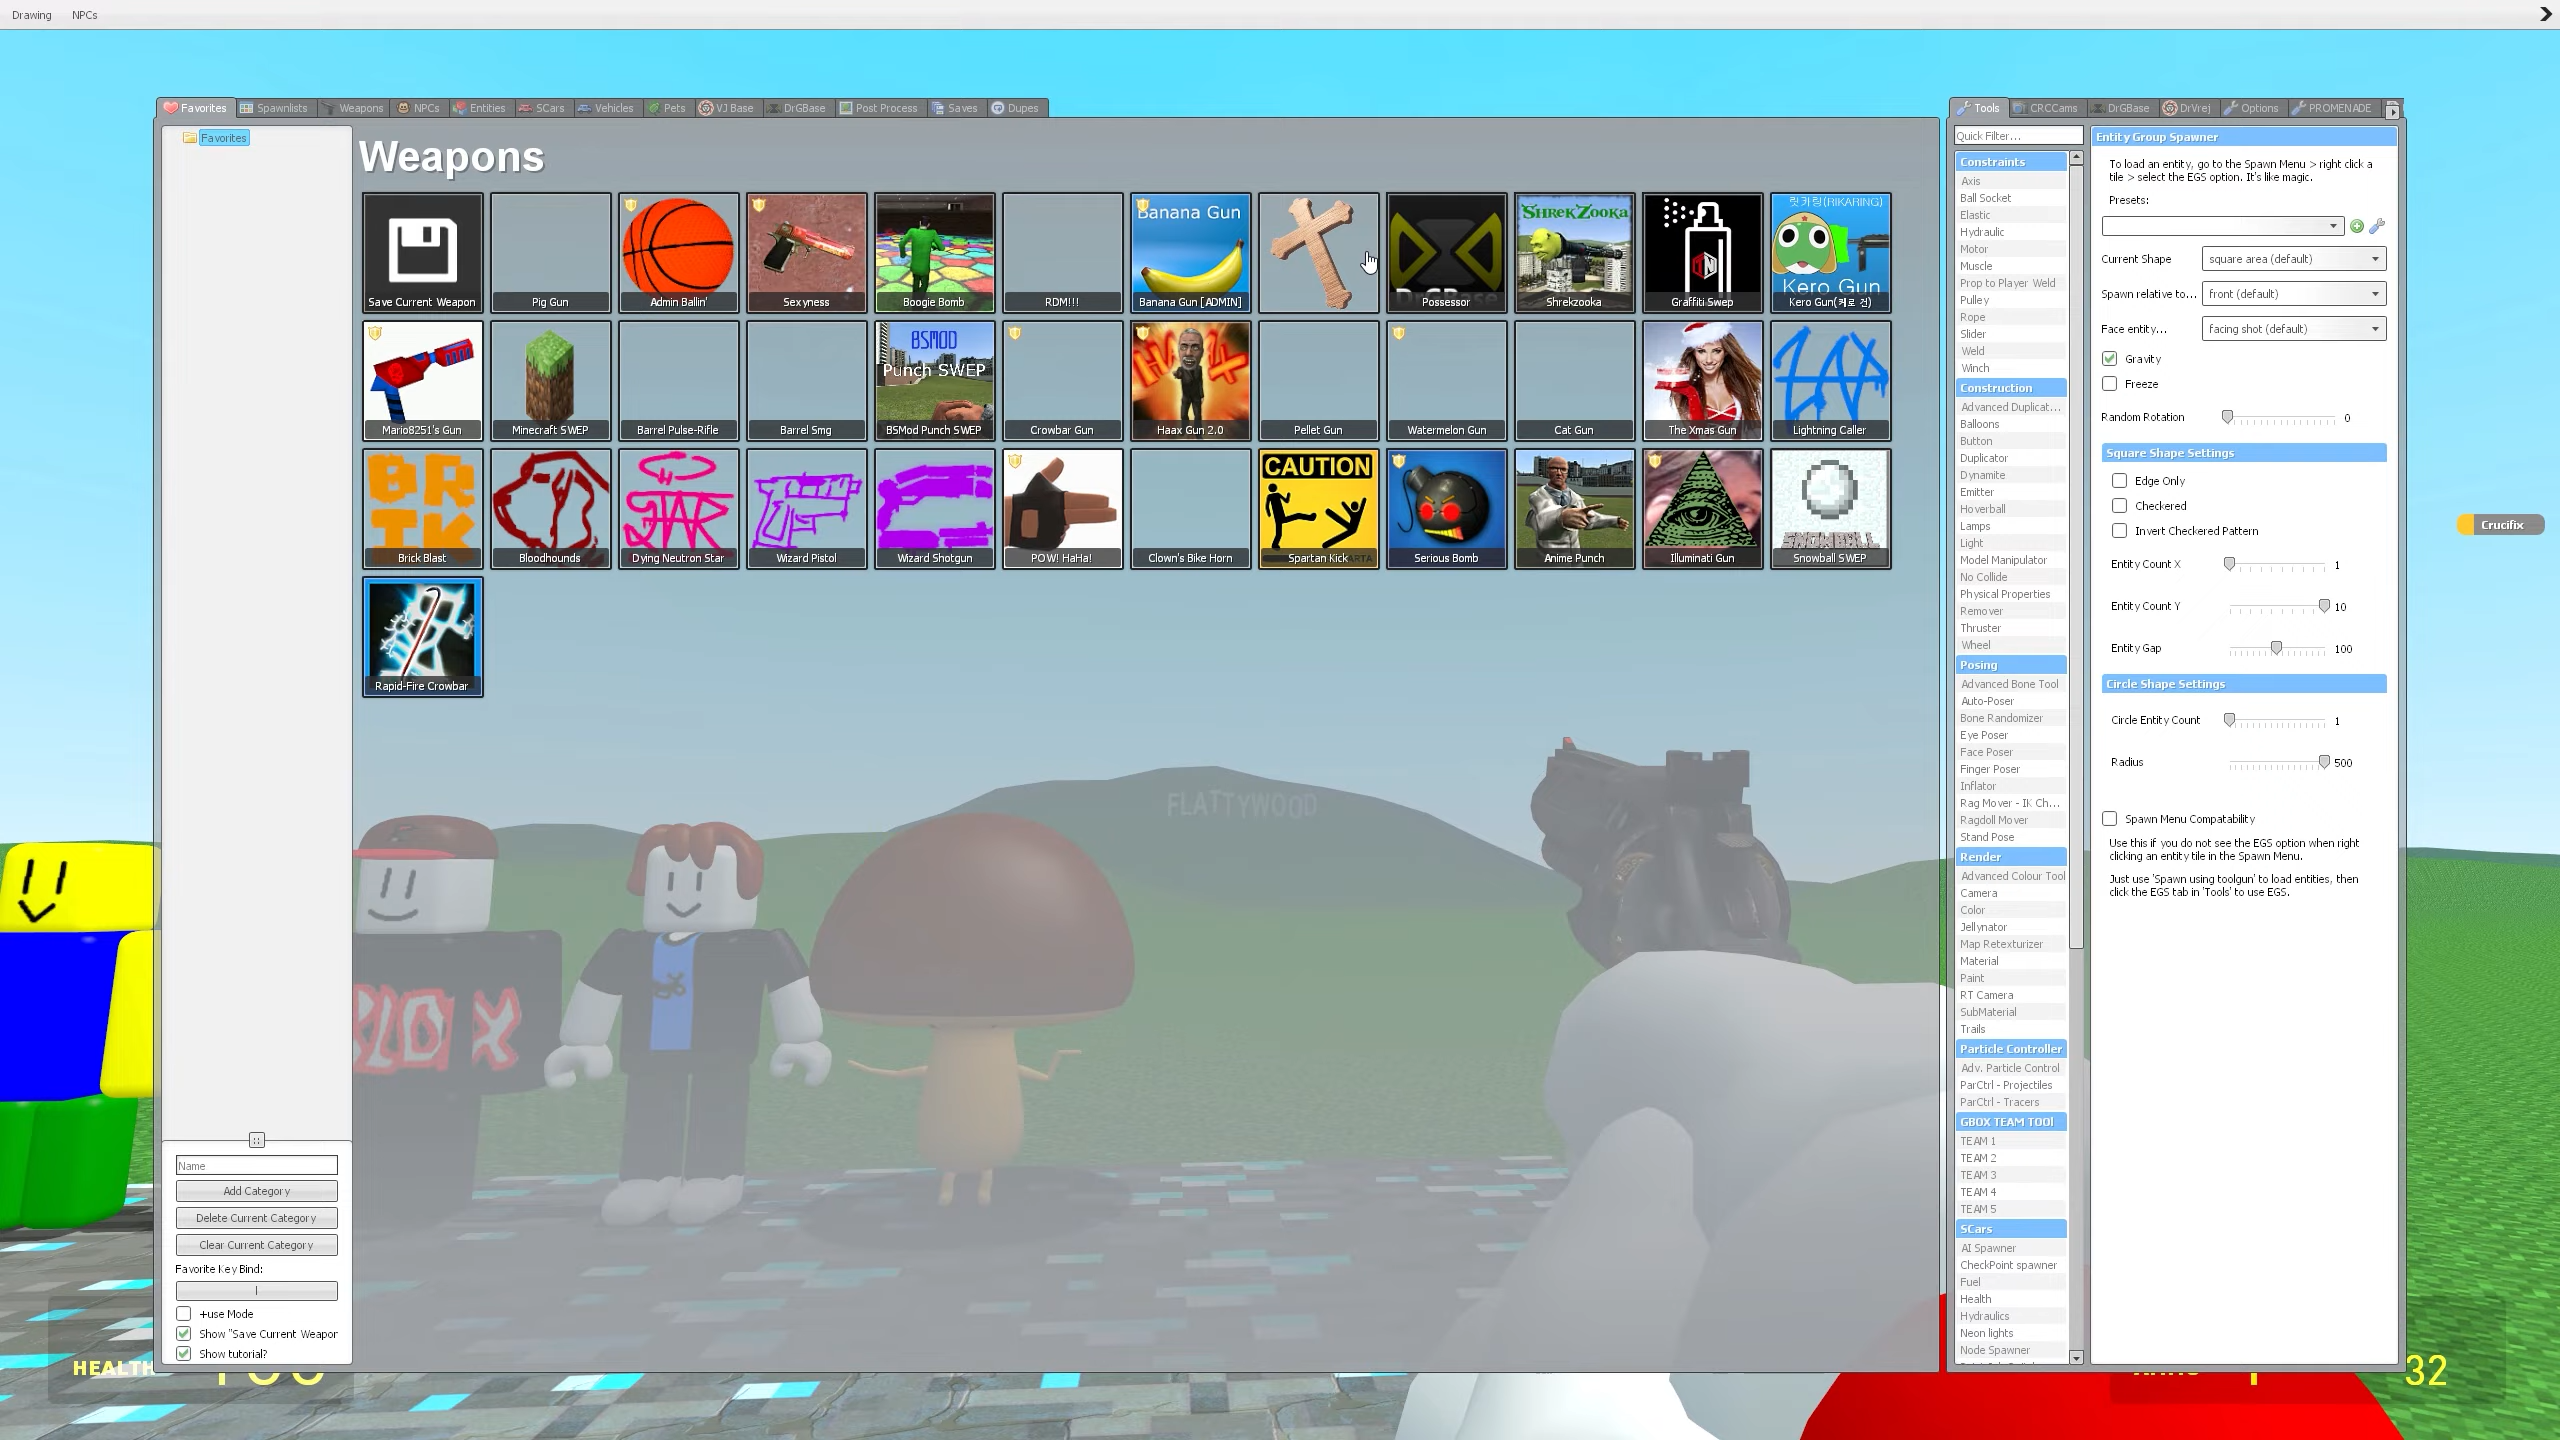 Drawing NPCs
Favorites Spawnlists Weapons NPCs Entities SCars Vehicles Pets VJ Base DrGBase Post Process Saves Dupes
Favorites
Weapons
Save Current Weapon
Pig Gun
Admin Ballin'
Sexyness
Boogie Bomb
RDM!!!
Banana Gun
Banana Gun [ADMIN]
Possessor
SHREKZOOKA
Shrekzooka
Graffiti Swep
릿카링(RIKARING)
Kero Gun
Kero Gun(케로 건)
Mario8251's Gun
Minecraft SWEP
Barrel Pulse-Rifle
Barrel Smg
BSMOD
Punch SWEP
BSMod Punch SWEP
Crowbar Gun
Haax Gun 2.0
Pellet Gun
Watermelon Gun
Cat Gun
The Xmas Gun
Lightning Caller
Brick Blast
Bloodhounds
STAR
Dying Neutron Star
Wizard Pistol
Wizard Shotgun
POW! HaHa!
Clown's Bike Horn
CAUTION
Spartan Kick
Serious Bomb
Anime Punch
Illuminati Gun
SNOWBALL
Snowball SWEP
Rapid-Fire Crowbar
FLATTYWOOD
Name
Add Category
Delete Current Category
Clear Current Category
Favorite Key Bind:
I
+use Mode
Show "Save Current Weapor
Show tutorial?
HEALTH
Tools CRCCams DrGBase DrVrej Options PROMENADE
Quick Filter...
Constraints
Axis
Ball Socket
Elastic
Hydraulic
Motor
Muscle
Prop to Player Weld
Pulley
Rope
Slider
Weld
Winch
Construction
Advanced Duplicat...
Balloons
Button
Duplicator
Dynamite
Emitter
Hoverball
Lamps
Light
Model Manipulator
No Collide
Physical Properties
Remover
Thruster
Wheel
Posing
Advanced Bone Tool
Auto-Poser
Bone Randomizer
Eye Poser
Face Poser
Finger Poser
Inflator
Rag Mover - IK Ch...
Ragdoll Mover
Stand Pose
Render
Advanced Colour Tool
Camera
Color
Jellynator
Map Retexturizer
Material
Paint
RT Camera
SubMaterial
Trails
Particle Controller
Adv. Particle Control
ParCtrl - Projectiles
ParCtrl - Tracers
GBOX TEAM TOOl
TEAM 1
TEAM 2
TEAM 3
TEAM 4
TEAM 5
SCars
AI Spawner
CheckPoint spawner
Fuel
Health
Hydraulics
Neon lights
Node Spawner
Entity Group Spawner
To load an entity, go to the Spawn Menu > right click a
tile > select the EGS option. It's like magic.
Presets:
Current Shape square area (default)
Spawn relative to... front (default)
Face entity... facing shot (default)
Gravity
Freeze
Random Rotation 0
Square Shape Settings
Edge Only
Checkered
Invert Checkered Pattern
Entity Count X 1
Entity Count Y 10
Entity Gap 100
Circle Shape Settings
Circle Entity Count 1
Radius 500
Spawn Menu Compatability
Use this if you do not see the EGS option when right
clicking an entity tile in the Spawn Menu.
Just use 'Spawn using toolgun' to load entities, then
click the EGS tab in 'Tools' to use EGS.
Crucifix
32